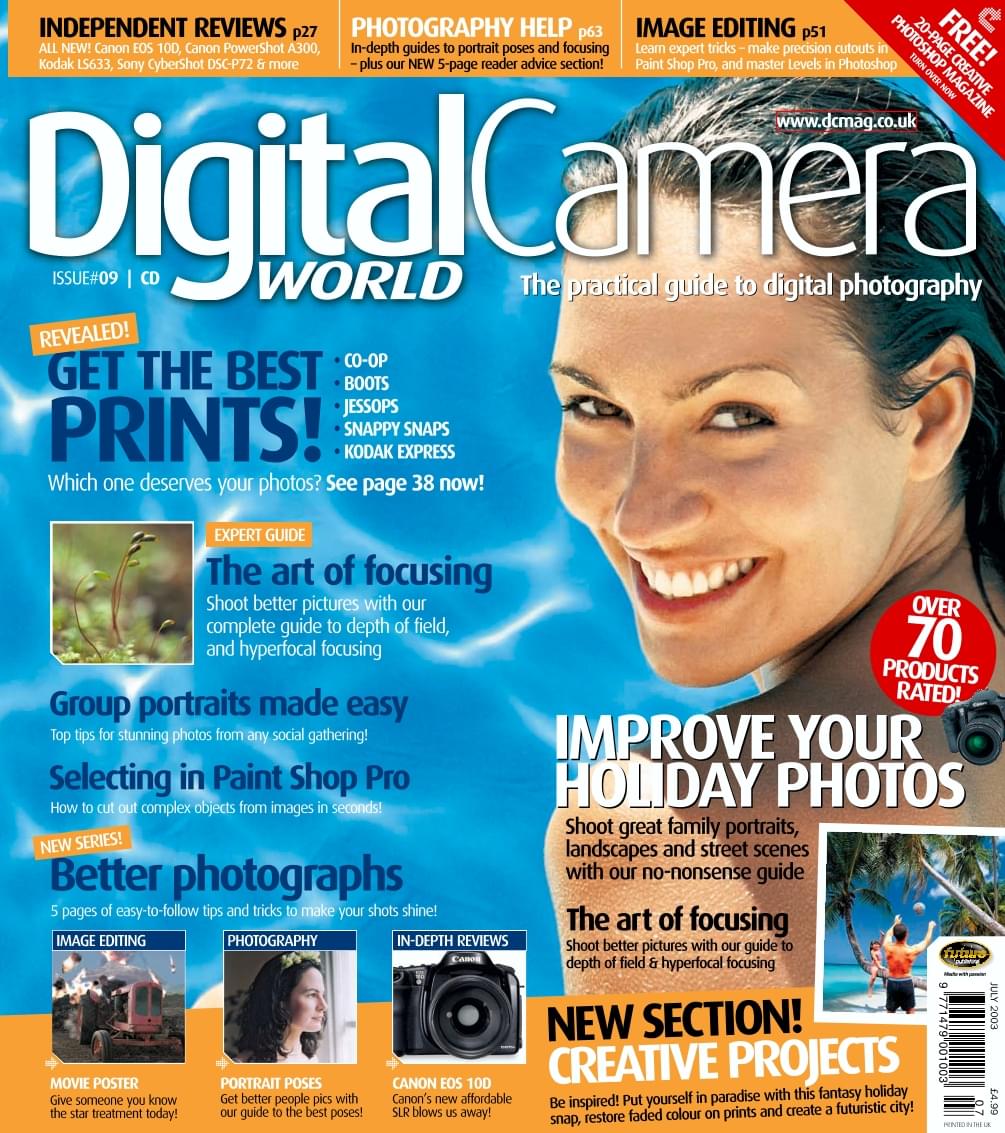 INDEPENDENT REVIEWS p27
ALL NEW! Canon EOS 10D, Canon PowerShot A300,
Kodak LS633, Sony CyberShot DSC-P72 & more
PHOTOGRAPHY HELP p63
In-depth guides to portrait poses and focusing
– plus our NEW 5-page reader advice section!
IMAGE EDITING p51
Learn expert tricks – make precision cutouts in
Paint Shop Pro, and master Levels in Photoshop
FREE!
20-PAGE CREATIVE
PHOTOSHOP MAGAZINE
TURN OVER NOW
www.dcmag.co.uk
DigitalCamera
WORLD
ISSUE#09 | CD
The practical guide to digital photography
REVEALED!
GET THE BEST
PRINTS!
• CO-OP
• BOOTS
• JESSOPS
• SNAPPY SNAPS
• KODAK EXPRESS
Which one deserves your photos? See page 38 now!
EXPERT GUIDE
The art of focusing
Shoot better pictures with our
complete guide to depth of field,
and hyperfocal focusing
Group portraits made easy
Top tips for stunning photos from any social gathering!
Selecting in Paint Shop Pro
How to cut out complex objects from images in seconds!
NEW SERIES!
Better photographs
5 pages of easy-to-follow tips and tricks to make your shots shine!
IMAGE EDITING
MOVIE POSTER
Give someone you know
the star treatment today!
PHOTOGRAPHY
PORTRAIT POSES
Get better people pics with
our guide to the best poses!
IN-DEPTH REVIEWS
Canon
CANON EOS 10D
Canon's new affordable
SLR blows us away!
OVER
70
PRODUCTS
RATED!
IMPROVE YOUR
HOLIDAY PHOTOS
Shoot great family portraits,
landscapes and street scenes
with our no-nonsense guide
The art of focusing
Shoot better pictures with our guide to
depth of field & hyperfocal focusing
NEW SECTION!
CREATIVE PROJECTS
Be inspired! Put yourself in paradise with this fantasy holiday
snap, restore faded colour on prints and create a futuristic city!
future
publishing
Media with passion
JULY 2003
£4.99
9 771479 001003
07
PRINTED IN THE UK